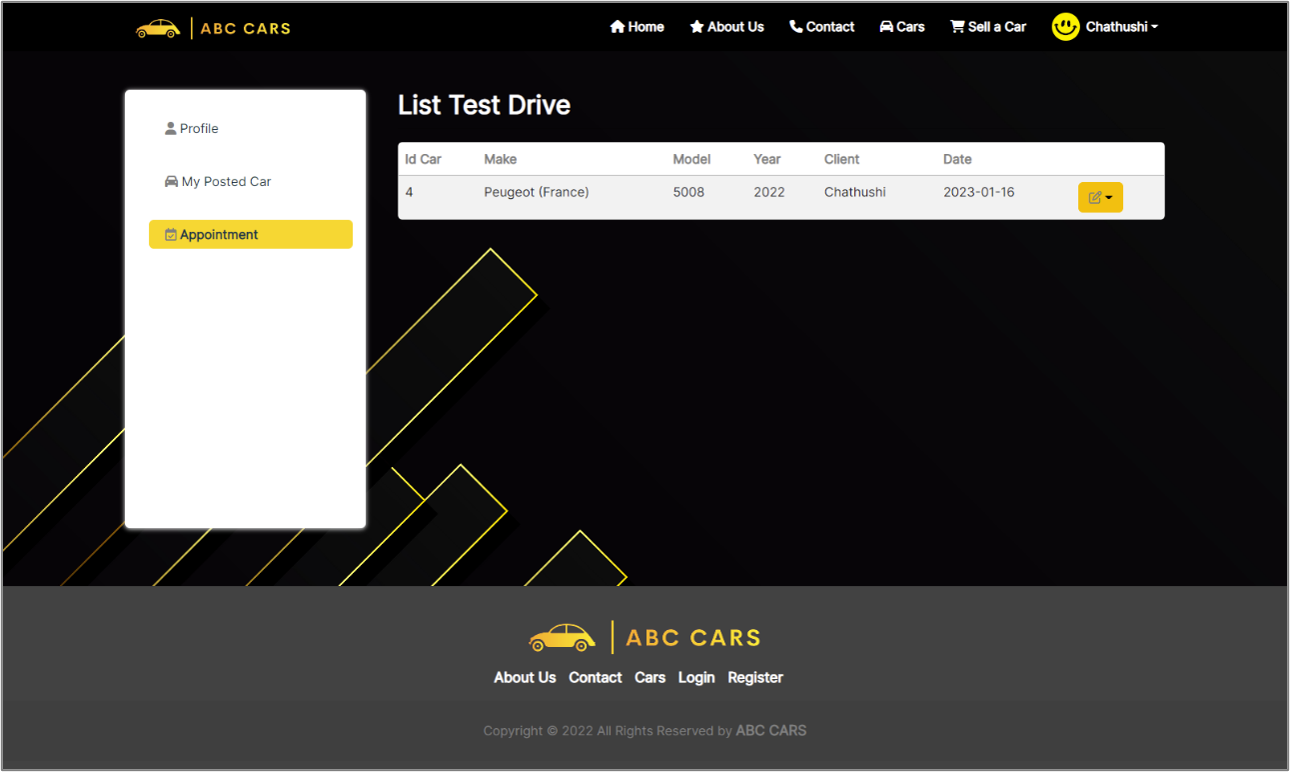 ABC CARS Home About Us Contact Cars Sell a Car Chathushi
List Test Drive
Profile
My Posted Car
Appointment
Id Car Make Model Year Client Date
4 Peugeot (France) 5008 2022 Chathushi 2023-01-16
ABC CARS
About Us Contact Cars Login Register
Copyright © 2022 All Rights Reserved by ABC CARS